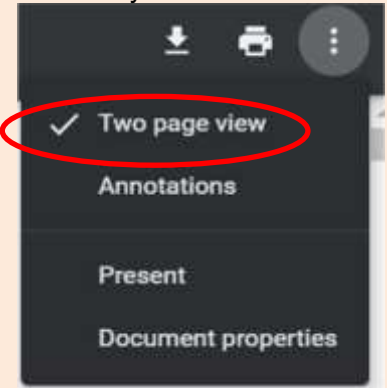 Two page view
Annotations
Present
Document properties